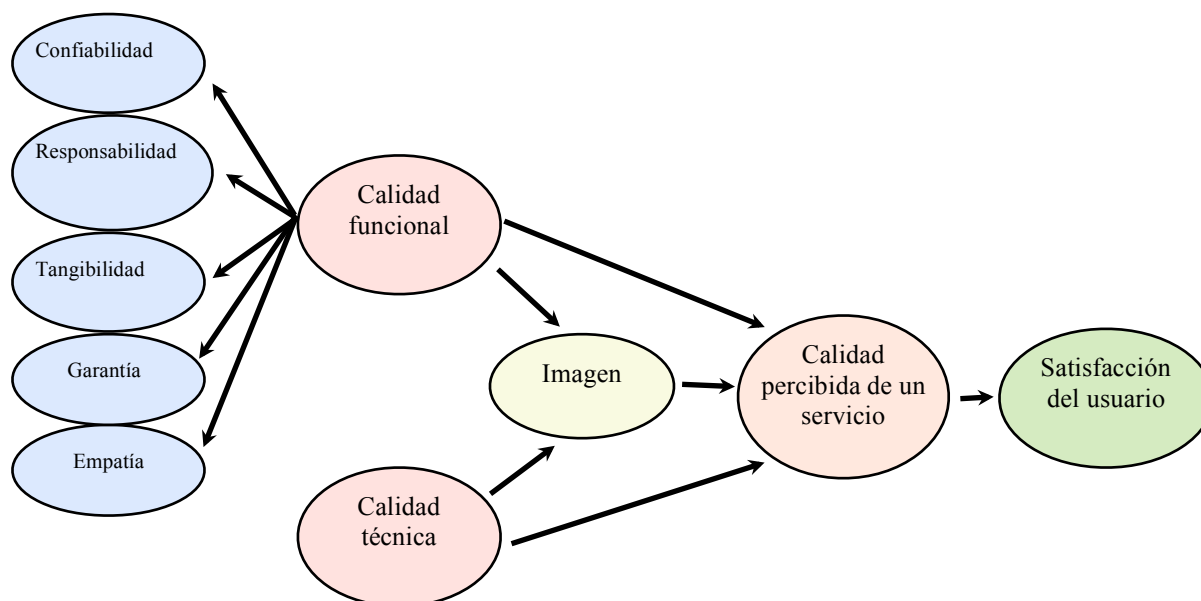 Confiabilidad
Responsabilidad
Tangibilidad
Garantía
Empatía
Calidad
funcional
Imagen
Calidad
técnica
Calidad
percibida de un
servicio
Satisfacción
del usuario